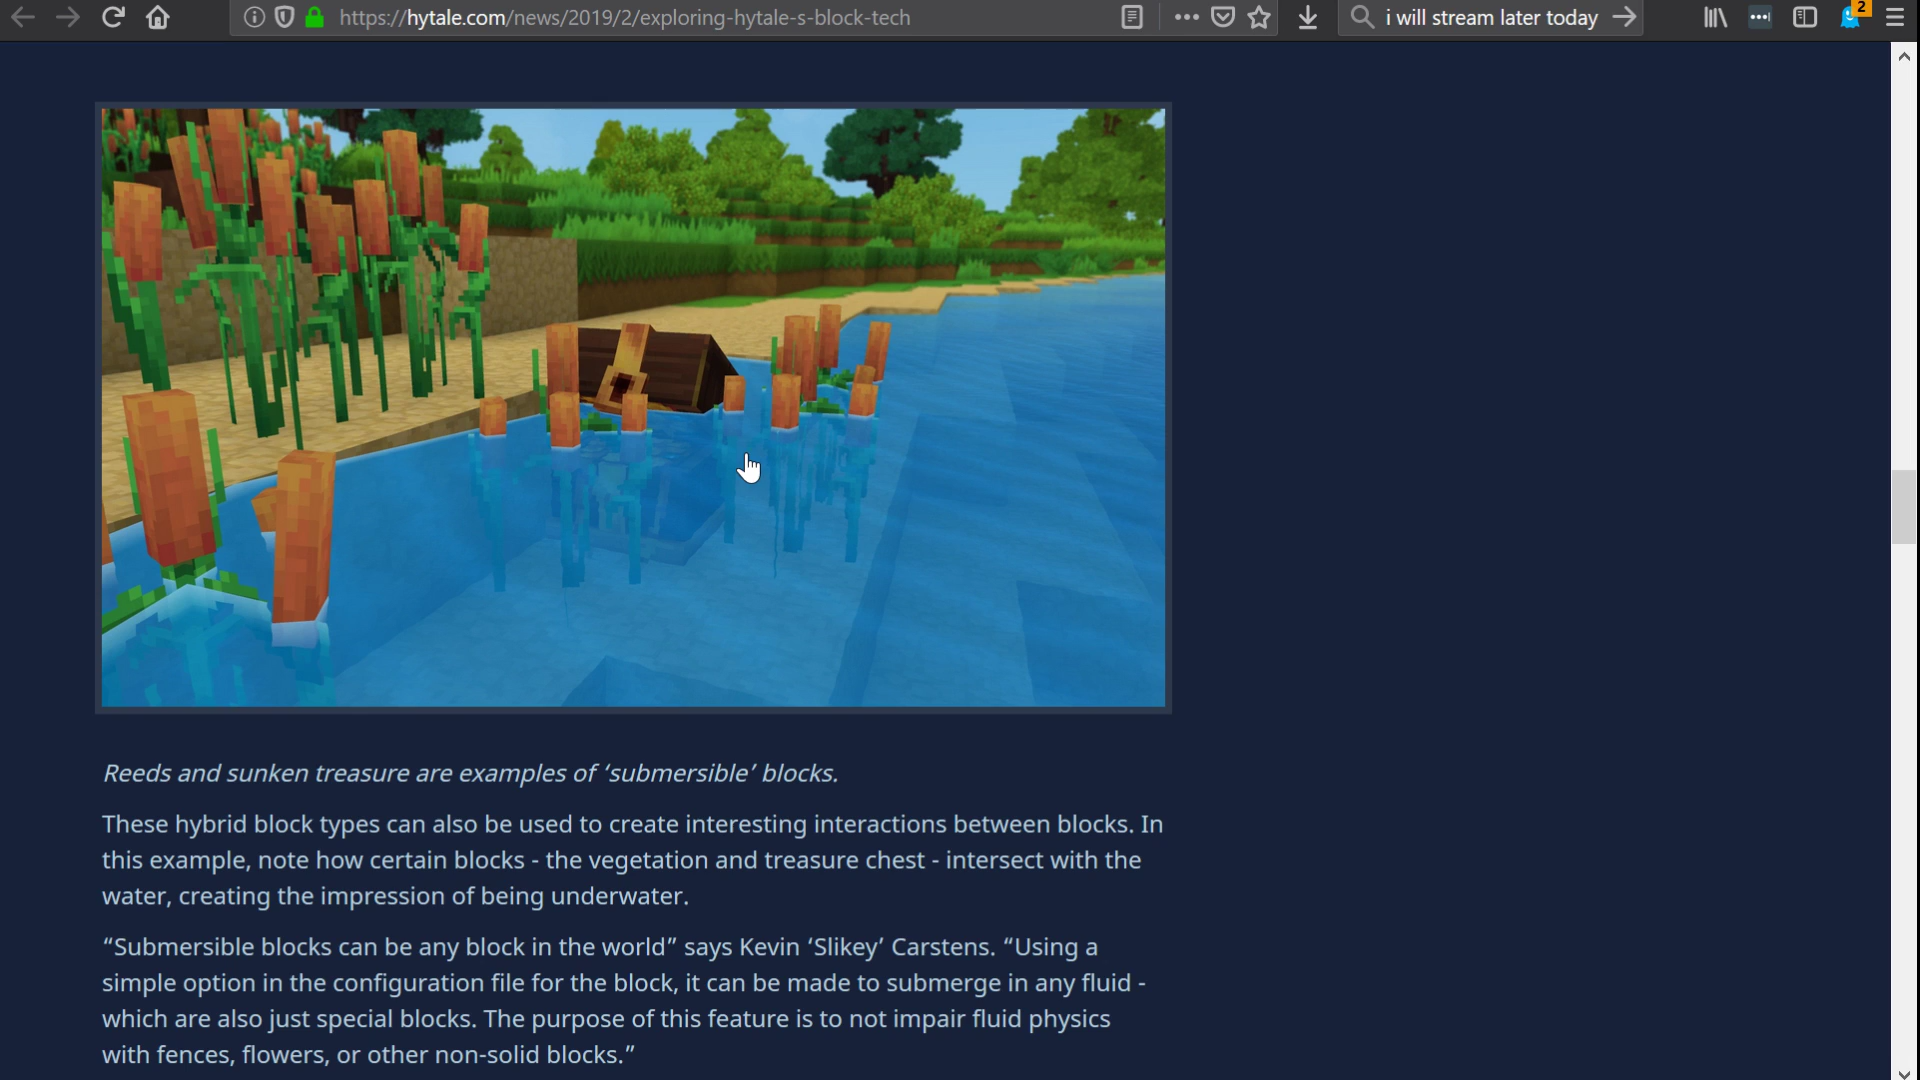 https://hytale.com/news/2019/2/exploring-hytale-s-block-tech
i will stream later today
2
Reeds and sunken treasure are examples of ‘submersible’ blocks.
These hybrid block types can also be used to create interesting interactions between blocks. In
this example, note how certain blocks - the vegetation and treasure chest - intersect with the
water, creating the impression of being underwater.
“Submersible blocks can be any block in the world” says Kevin ‘Slikey’ Carstens. “Using a
simple option in the configuration file for the block, it can be made to submerge in any fluid -
which are also just special blocks. The purpose of this feature is to not impair fluid physics
with fences, flowers, or other non-solid blocks.”